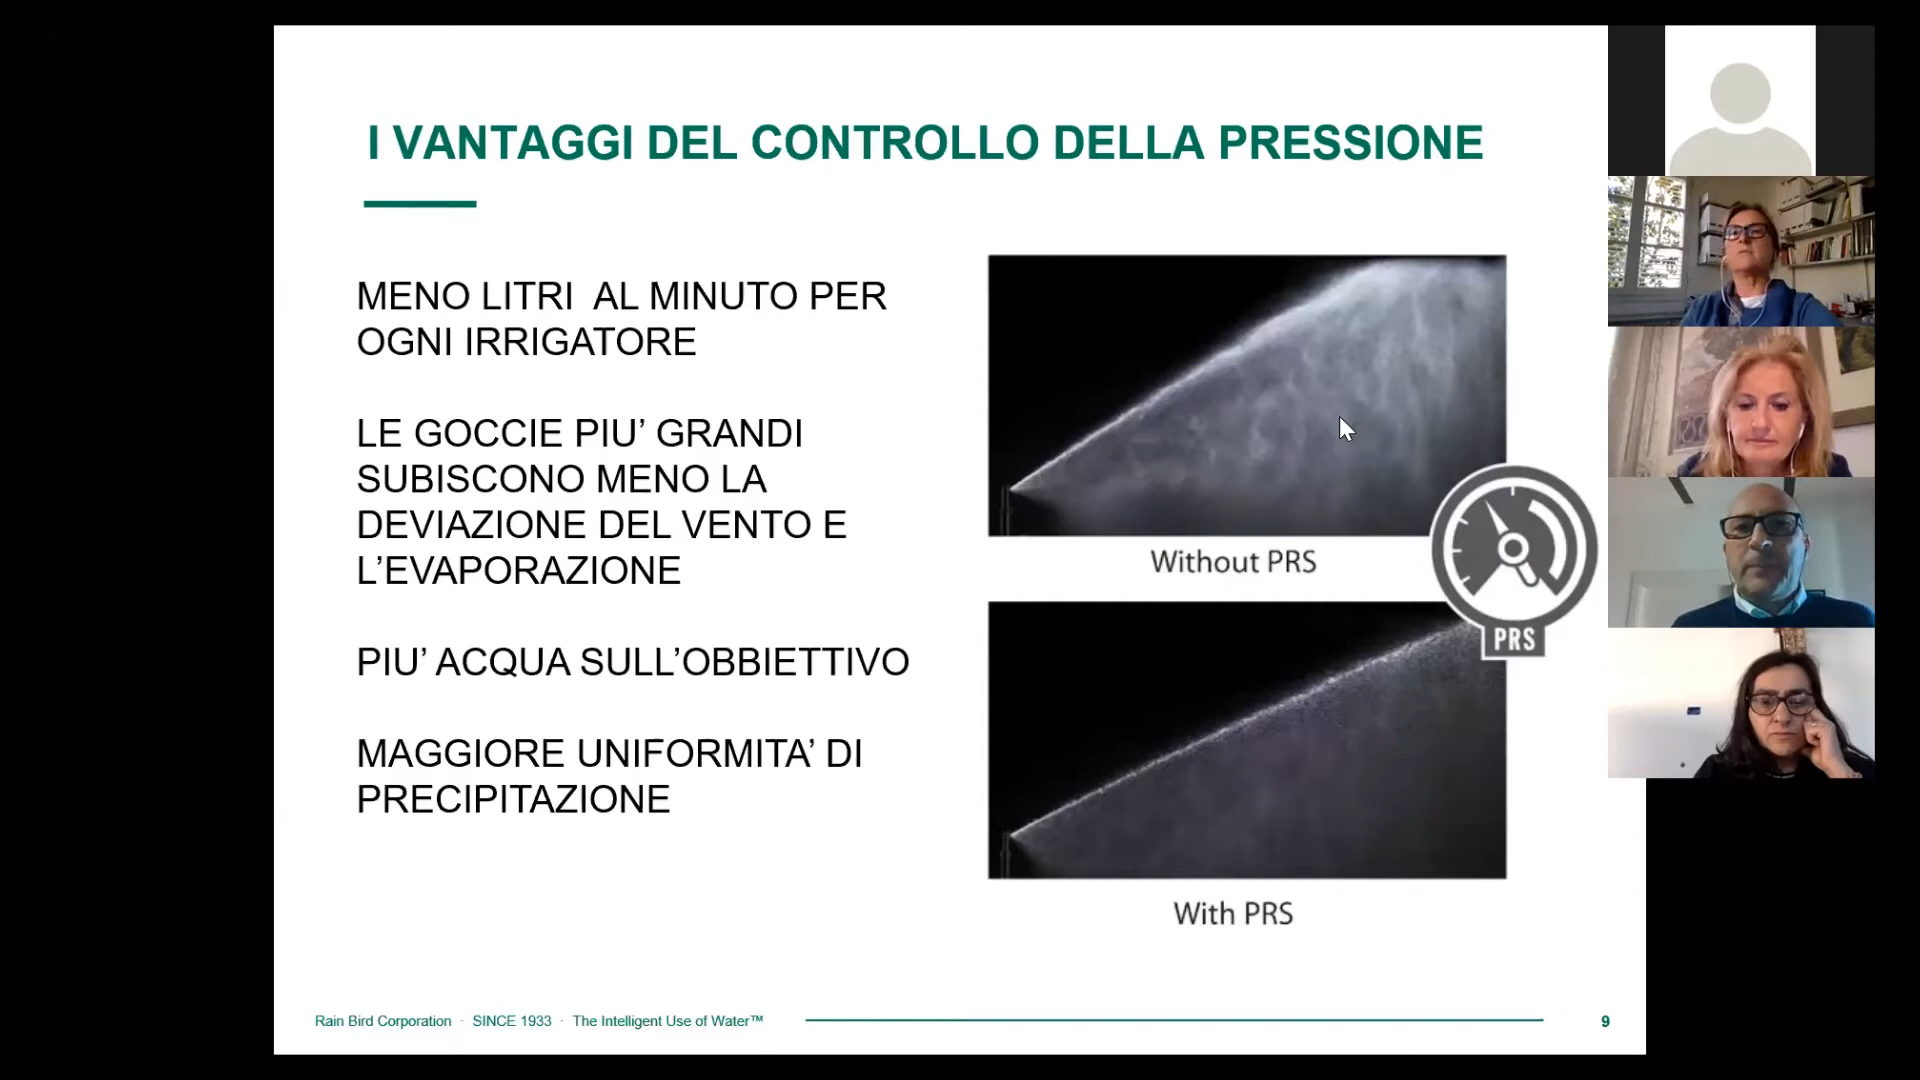 I VANTAGGI DEL CONTROLLO DELLA PRESSIONE
MENO LITRI  AL MINUTO PER
OGNI IRRIGATORE
LE GOCCIE PIU’ GRANDI
SUBISCONO MENO LA
DEVIAZIONE DEL VENTO E
L’EVAPORAZIONE
PIU’ ACQUA SULL’OBBIETTIVO
MAGGIORE UNIFORMITA’ DI
PRECIPITAZIONE
Without PRS
PRS
With PRS
Rain Bird Corporation · SINCE 1933 · The Intelligent Use of Water™
9